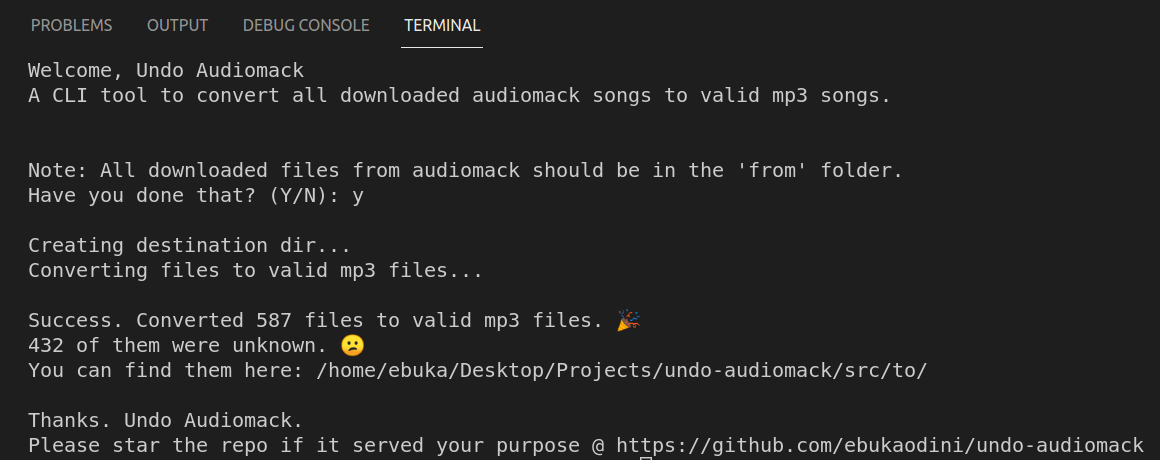 PROBLEMS OUTPUT DEBUG CONSOLE TERMINAL
Welcome, Undo Audiomack
A CLI tool to convert all downloaded audiomack songs to valid mp3 songs.
Note: All downloaded files from audiomack should be in the 'from' folder.
Have you done that? (Y/N): y
Creating destination dir...
Converting files to valid mp3 files...
Success. Converted 587 files to valid mp3 files. 🎉
432 of them were unknown. 😕
You can find them here: /home/ebuka/Desktop/Projects/undo-audiomack/src/to/
Thanks. Undo Audiomack.
Please star the repo if it served your purpose @ https://github.com/ebukaodini/undo-audiomack